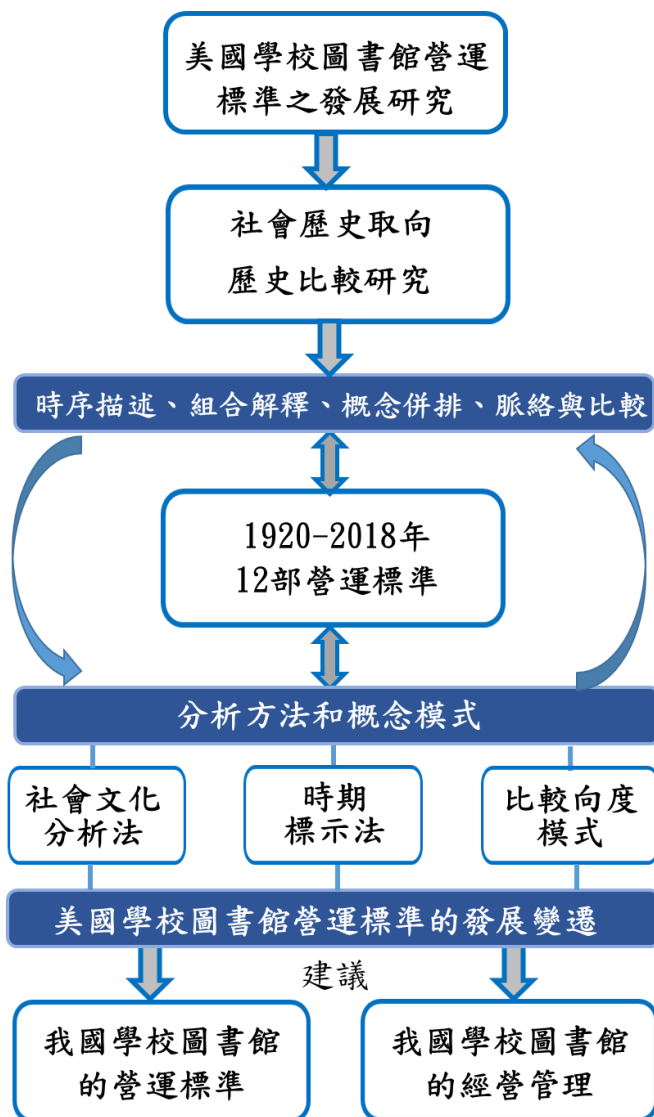 美國學校圖書館營運
標準之發展研究
社會歷史取向
歷史比較研究
時序描述、組合解釋、概念併排、脈絡與比較
1920-2018年
12部營運標準
分析方法和概念模式
社會文化
分析法
時期
標示法
比較向度
模式
美國學校圖書館營運標準的發展變遷
建議
我國學校圖書館
的營運標準
我國學校圖書館
的經營管理